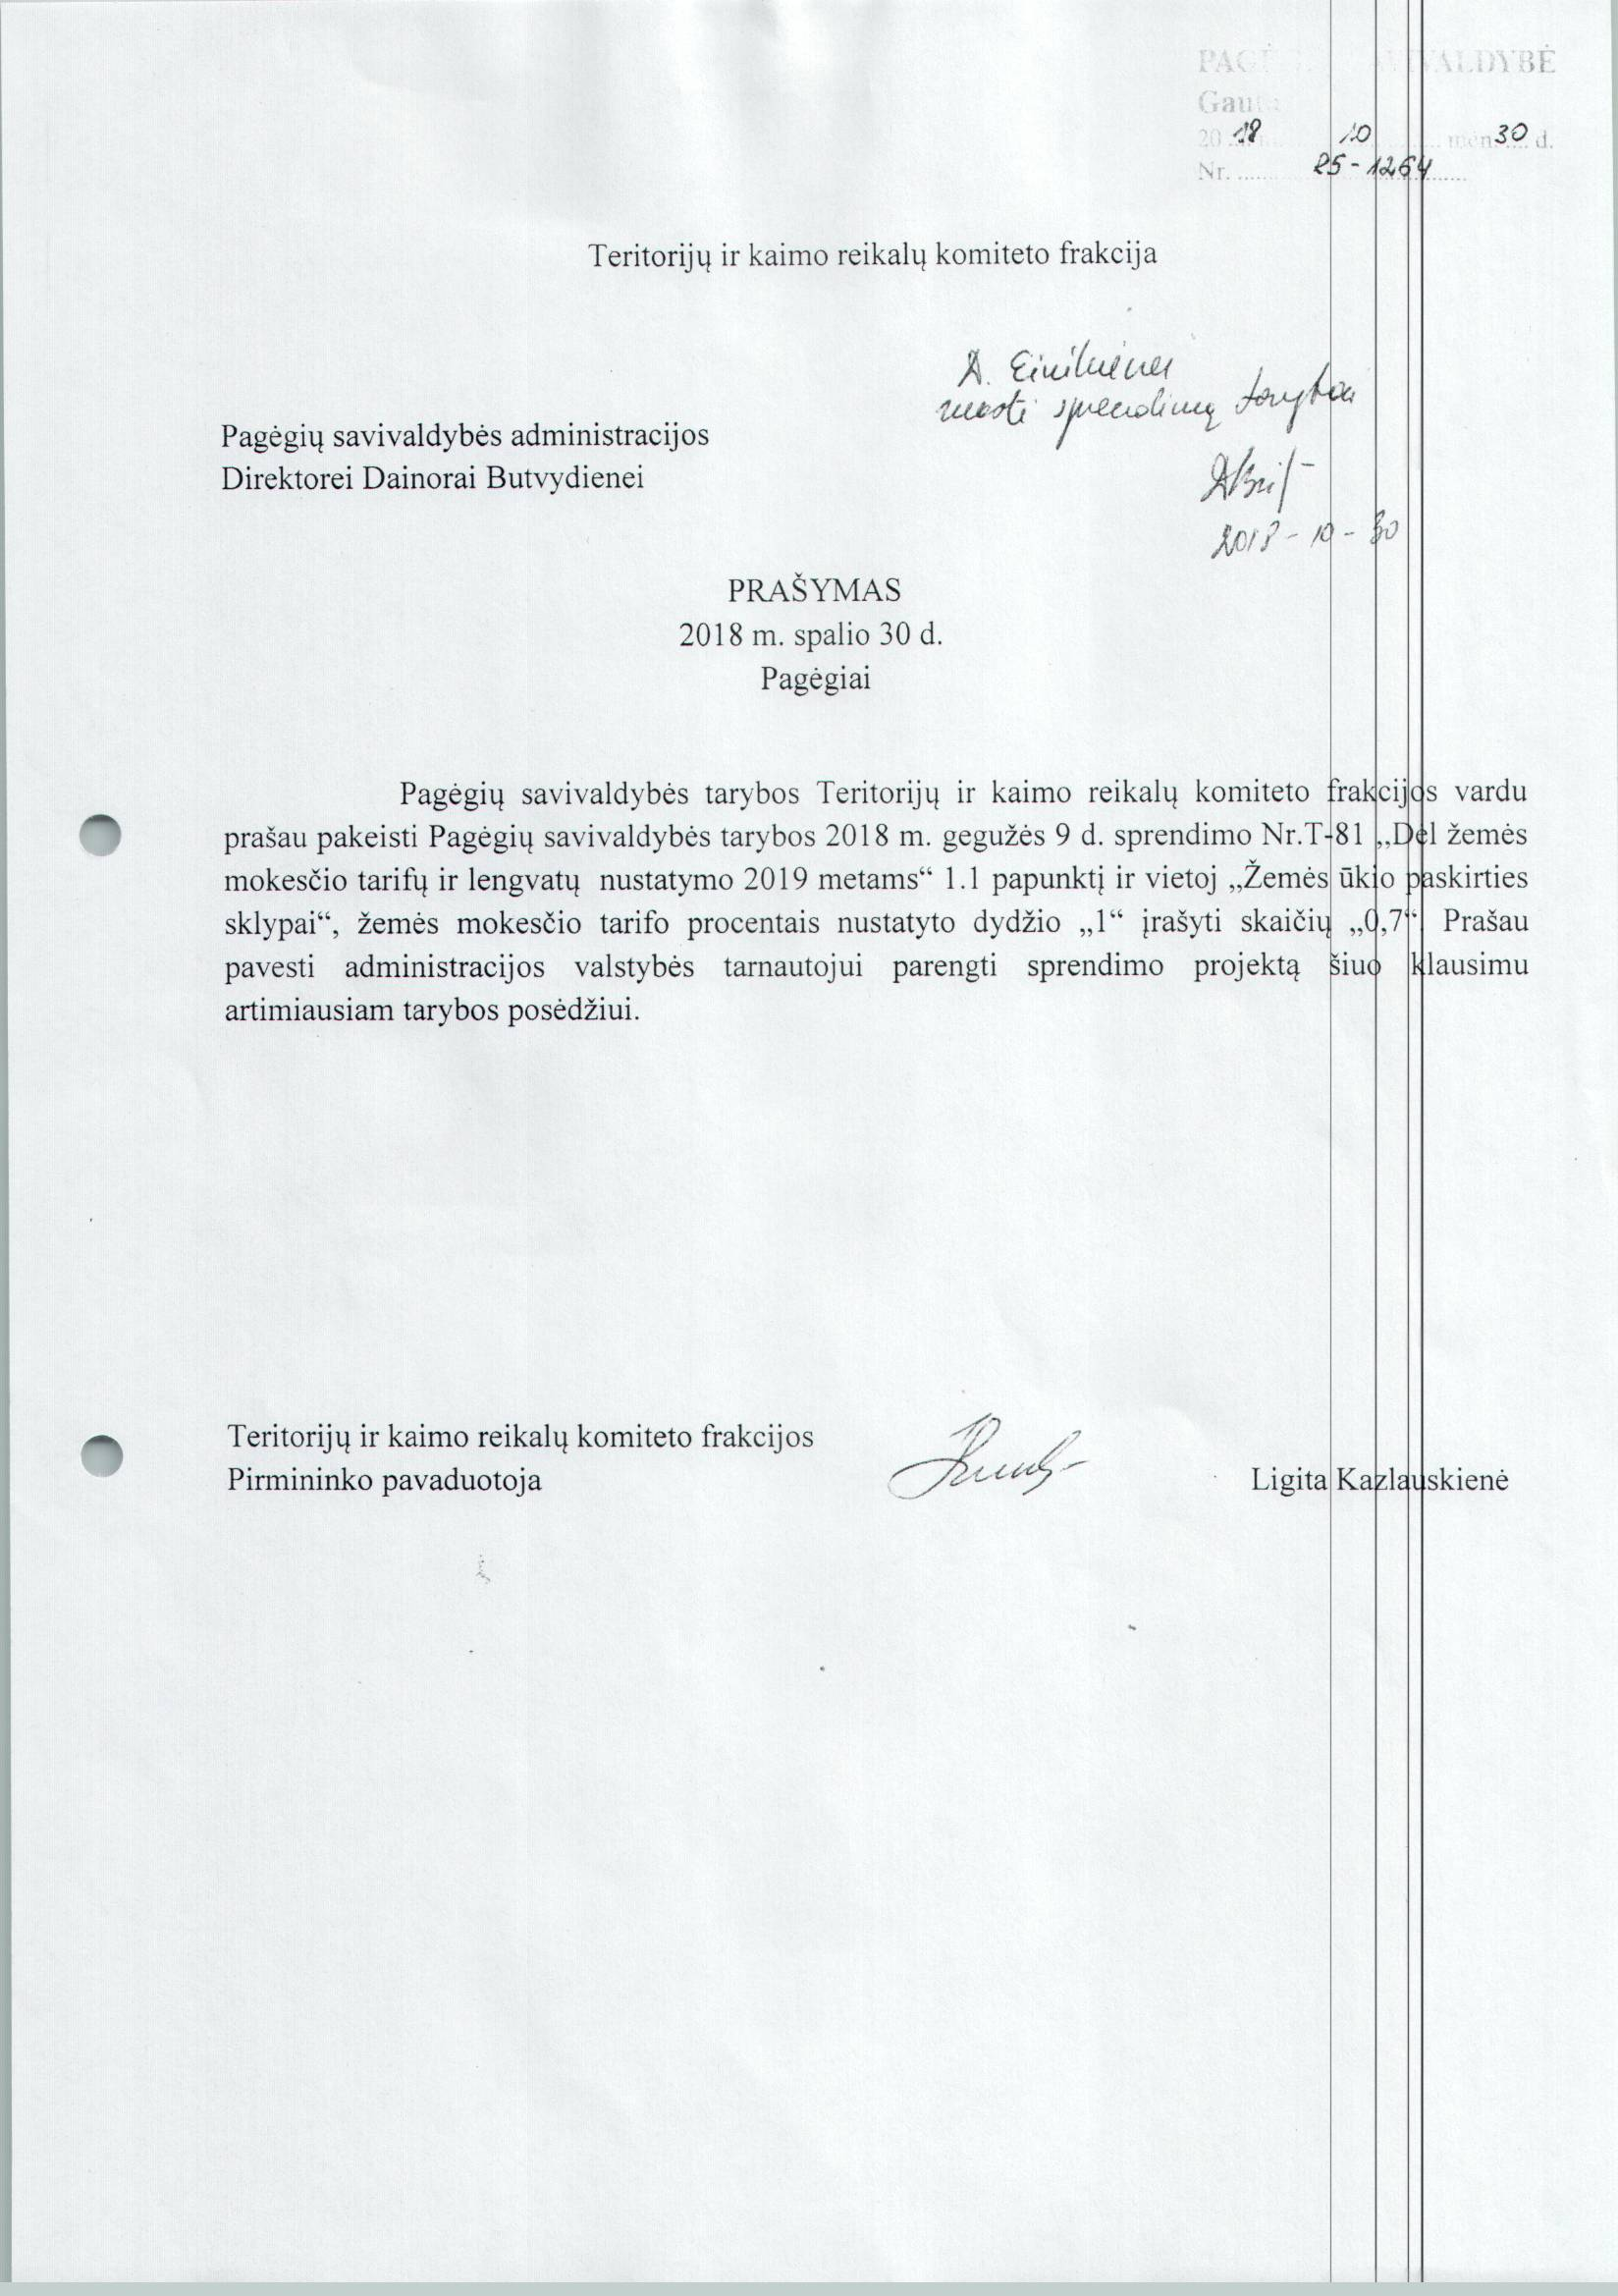 SAVIVALDYBĖ
Gauta
2018 10 mėn 30 d.
Nr. R5-1264
Teritorijų ir kaimo reikalų komiteto frakcija
ruošti sprendimą tarybai
Pagėgių savivaldybės administracijos
Direktorei Dainorai Butvydienei
2018-10-30
PRAŠYMAS
2018 m. spalio 30 d.
Pagėgiai
Pagėgių savivaldybės tarybos Teritorijų ir kaimo reikalų komiteto frakcijos vardu
prašau pakeisti Pagėgių savivaldybės tarybos 2018 m. gegužės 9 d. sprendimo Nr.T-81 „Dėl žemės
mokesčio tarifų ir lengvatų nustatymo 2019 metams“ 1.1 papunktį ir vietoj „Žemės ūkio paskirties
sklypai“, žemės mokesčio tarifo procentais nustatyto dydžio „1“ įrašyti skaičių „0,7“. Prašau
pavesti administracijos valstybės tarnautojui parengti sprendimo projektą šiuo klausimu
artimiausiam tarybos posėdžiui.
Teritorijų ir kaimo reikalų komiteto frakcijos
Pirmininko pavaduotoja Ligita Kazlauskienė